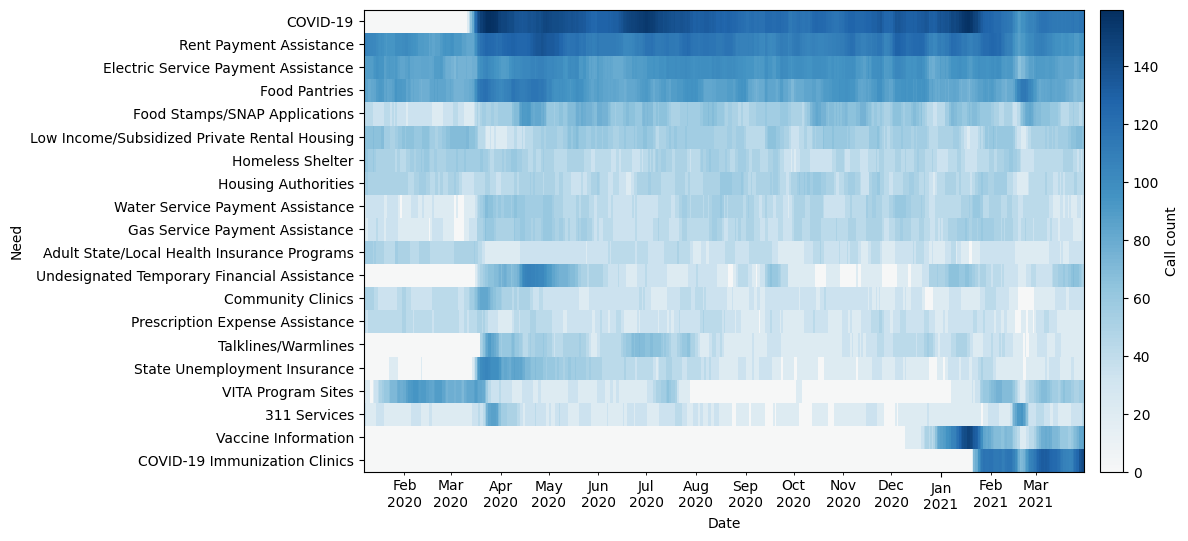 COVID-19
Rent Payment Assistance
Electric Service Payment Assistance
Food Pantries
Food Stamps/SNAP Applications
Low Income/Subsidized Private Rental Housing
Homeless Shelter
Housing Authorities
Water Service Payment Assistance
Gas Service Payment Assistance
Adult State/Local Health Insurance Programs
Undesignated Temporary Financial Assistance
Community Clinics
Prescription Expense Assistance
Talklines/Warmlines
State Unemployment Insurance
VITA Program Sites
311 Services
Vaccine Information
COVID-19 Immunization Clinics
Need
Feb Mar Apr May Jun Jul Aug Sep Oct Nov Dec Jan Feb Mar
2020 2020 2020 2020 2020 2020 2020 2020 2020 2020 2020 2021 2021 2021
Date
140
120
100
80
60
40
20
0
Call count